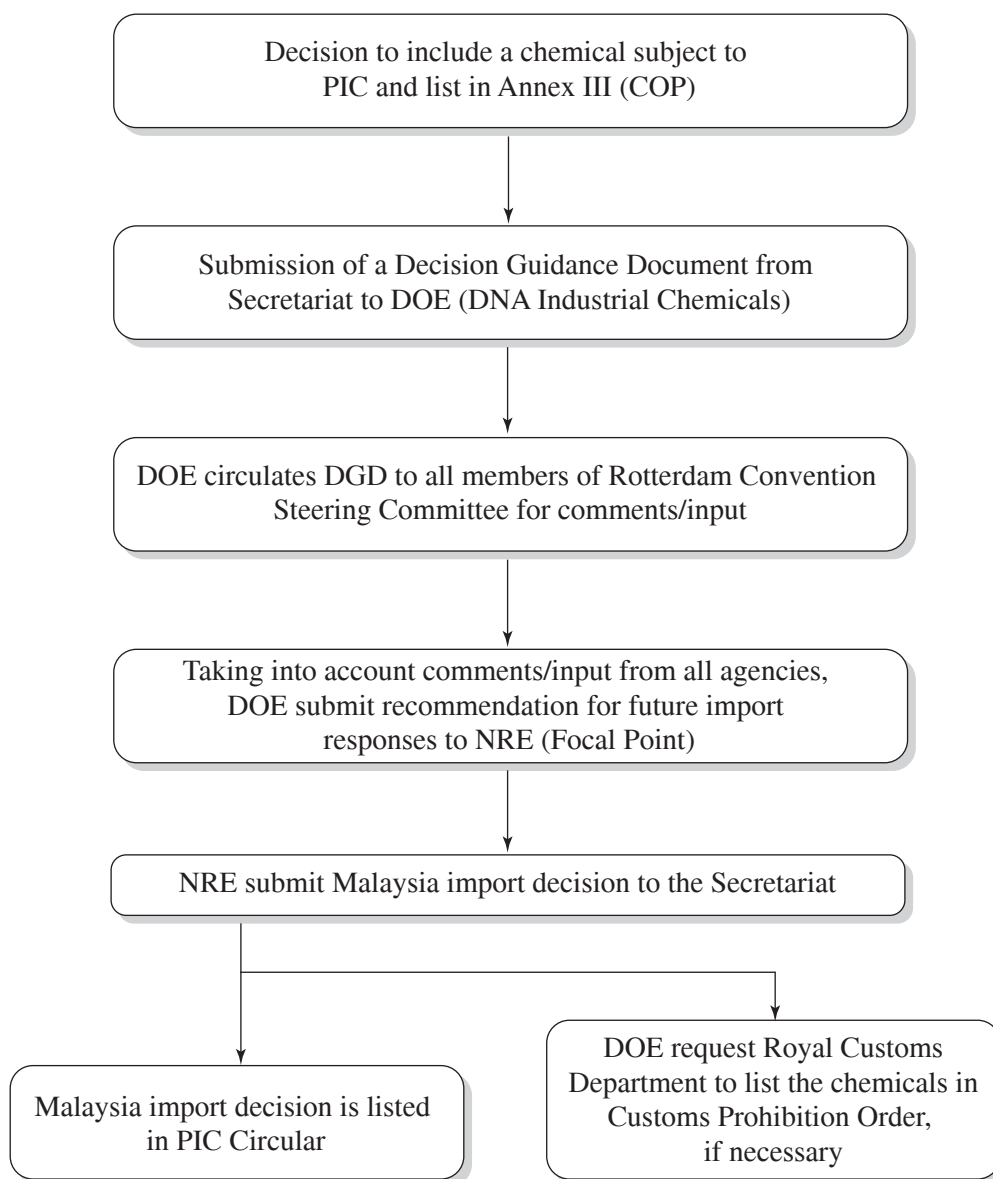 Decision to include a chemical subject to
PIC and list in Annex III (COP)
Submission of a Decision Guidance Document from
Secretariat to DOE (DNA Industrial Chemicals)
DOE circulates DGD to all members of Rotterdam Convention
Steering Committee for comments/input
Taking into account comments/input from all agencies,
DOE submit recommendation for future import
responses to NRE (Focal Point)
NRE submit Malaysia import decision to the Secretariat
Malaysia import decision is listed
in PIC Circular
DOE request Royal Customs
Department to list the chemicals in
Customs Prohibition Order,
if necessary